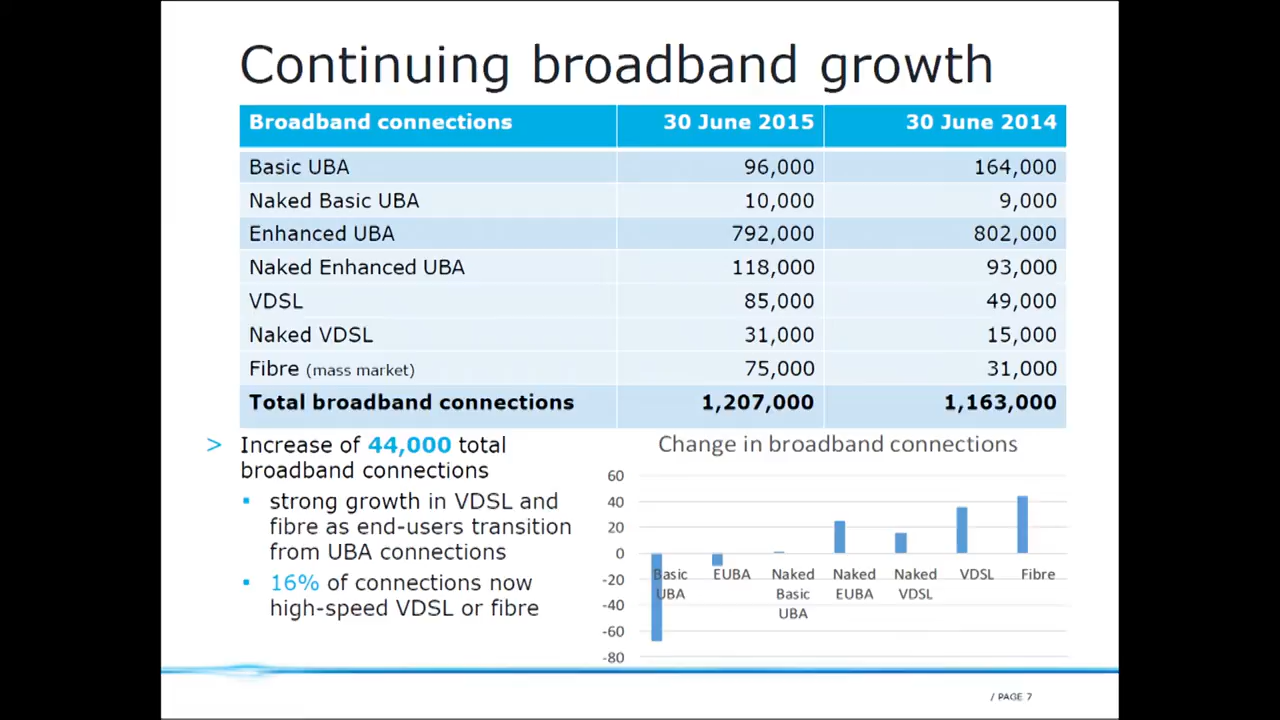 Continuing broadband growth
Broadband connections 30 June 2015 30 June 2014
Basic UBA 96,000 164,000
Naked Basic UBA 10,000 9,000
Enhanced UBA 792,000 802,000
Naked Enhanced UBA 118,000 93,000
VDSL 85,000 49,000
Naked VDSL 31,000 15,000
Fibre (mass market) 75,000 31,000
Total broadband connections 1,207,000 1,163,000
> Increase of 44,000 total
broadband connections
▪ strong growth in VDSL and
fibre as end-users transition
from UBA connections
▪ 16% of connections now
high-speed VDSL or fibre
Change in broadband connections
60
40
20
0
-20
-40
-60
-80
Basic
UBA
EUBA
Naked
Basic
UBA
Naked
EUBA
Naked
VDSL
VDSL
Fibre
/ PAGE 7